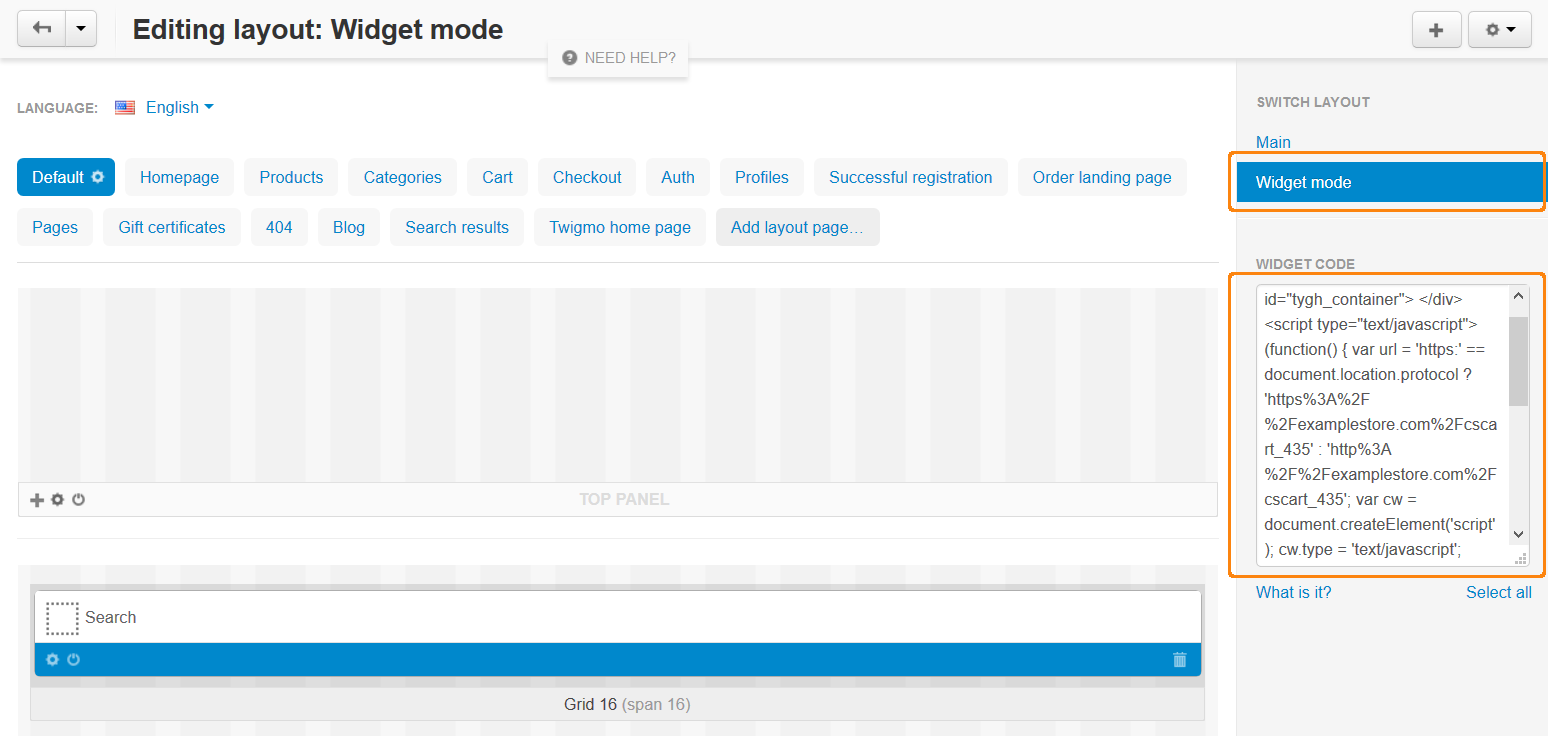 Editing layout: Widget mode
NEED HELP?
LANGUAGE: English
Default Homepage Products Categories Cart Checkout Auth Profiles Successful registration Order landing page
Pages Gift certificates 404 Blog Search results Twigmo home page Add layout page...
TOP PANEL
Search
Grid 16 (span 16)
SWITCH LAYOUT
Main
Widget mode
WIDGET CODE
id="tygh_container"> </div>
<script type="text/javascript">
(function() { var url = 'https:' ==
document.location.protocol ?
'https%3A%2F
%2Fexamplestore.com%2Fcsca
rt_435' : 'http%3A
%2F%2Fexamplestore.com%2F
cscart_435'; var cw =
document.createElement('script'
); cw.type = 'text/javascript';
What is it? Select all